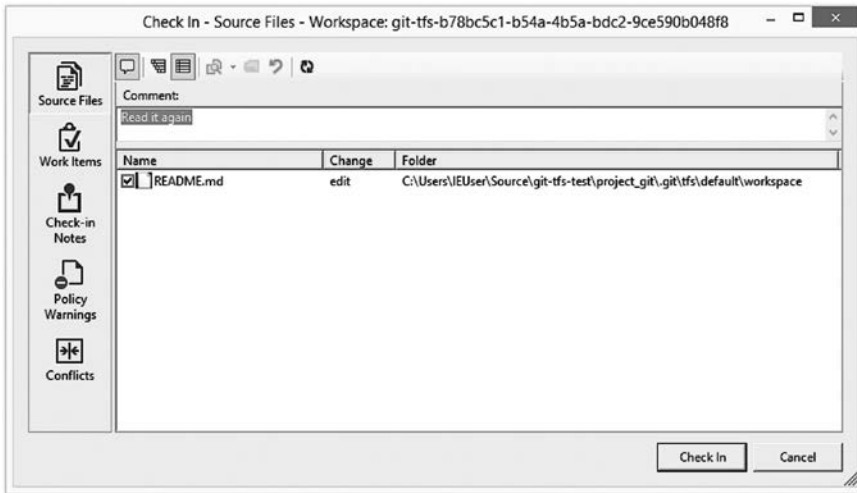 Check In - Source Files - Workspace: git-tfs-b78bc5c1-b54a-4b5a-bdc2-9ce590b048f8
Source Files
Work Items
Check-in
Notes
Policy
Warnings
Conflicts
Comment:
Read it again
Name Change Folder
README.md edit C:\Users\IEUser\Source\git-tfs-test\project_git\.git\tfs\default\workspace
Check In Cancel